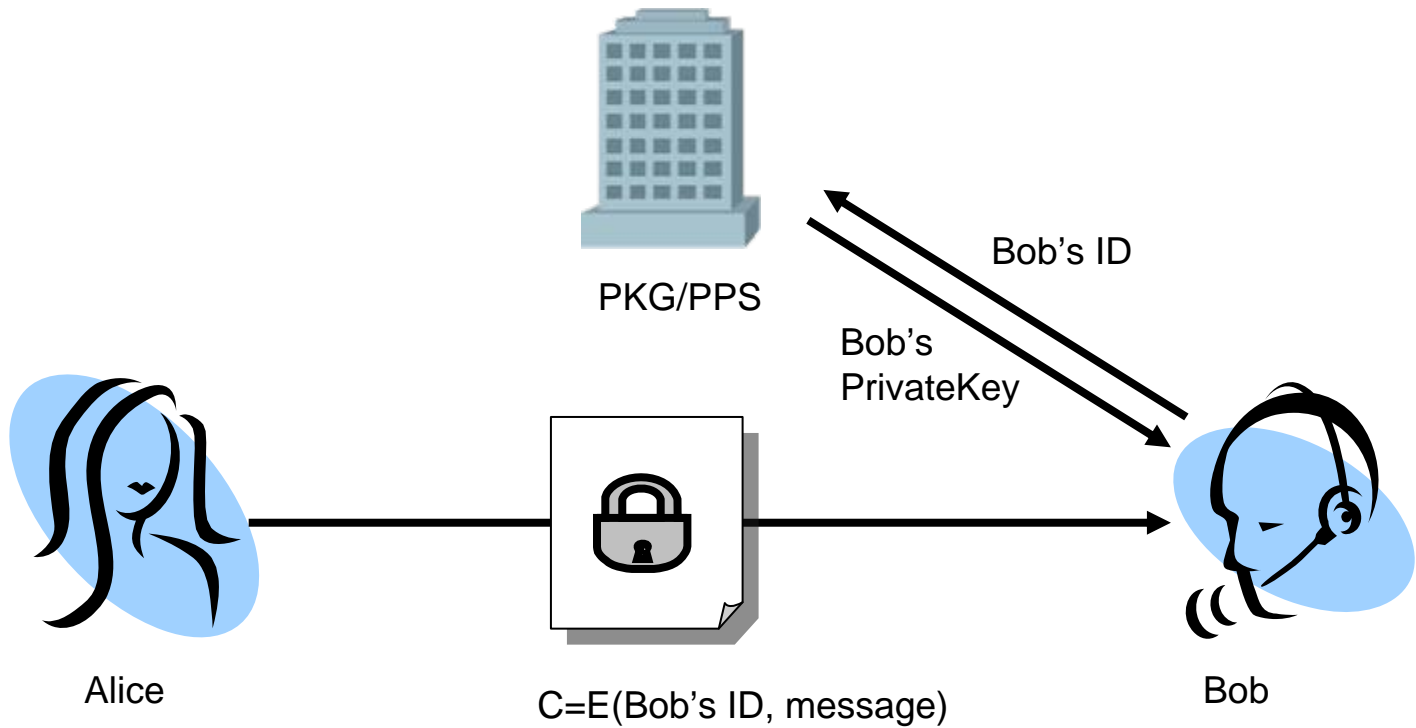 PKG/PPS
Bob’s ID
Bob’s
PrivateKey
Alice
C=E(Bob’s ID, message)
Bob